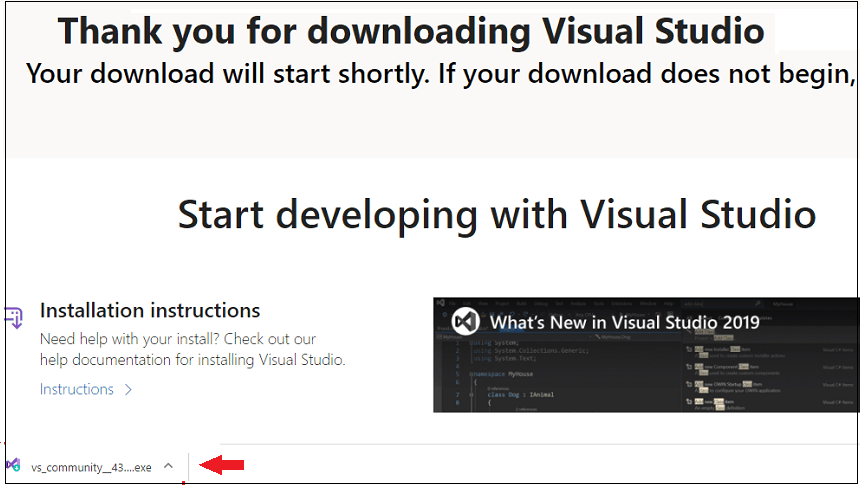 Thank you for downloading Visual Studio
Your download will start shortly. If your download does not begin,
Start developing with Visual Studio
Installation instructions
Need help with your install? Check out our
help documentation for installing Visual Studio.
Instructions
What's New in Visual Studio 2019
using System;
using System.Collections.Generic;
using System.Text;
namespace MyHouse
{
class Dog : IAnimal
{
vs_community__43....exe